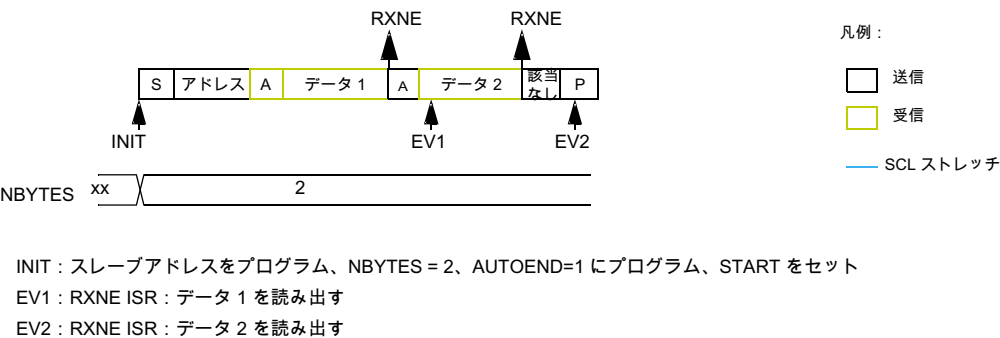 RXNE RXNE
凡例：
S アドレス A データ 1 A データ 2 該当なし P
送信
受信
INIT EV1 EV2
SCL ストレッチ
NBYTES xx 2
INIT：スレーブアドレスをプログラム、NBYTES = 2、AUTOEND=1 にプログラム、START をセット
EV1：RXNE ISR：データ 1 を読み出す
EV2：RXNE ISR：データ 2 を読み出す